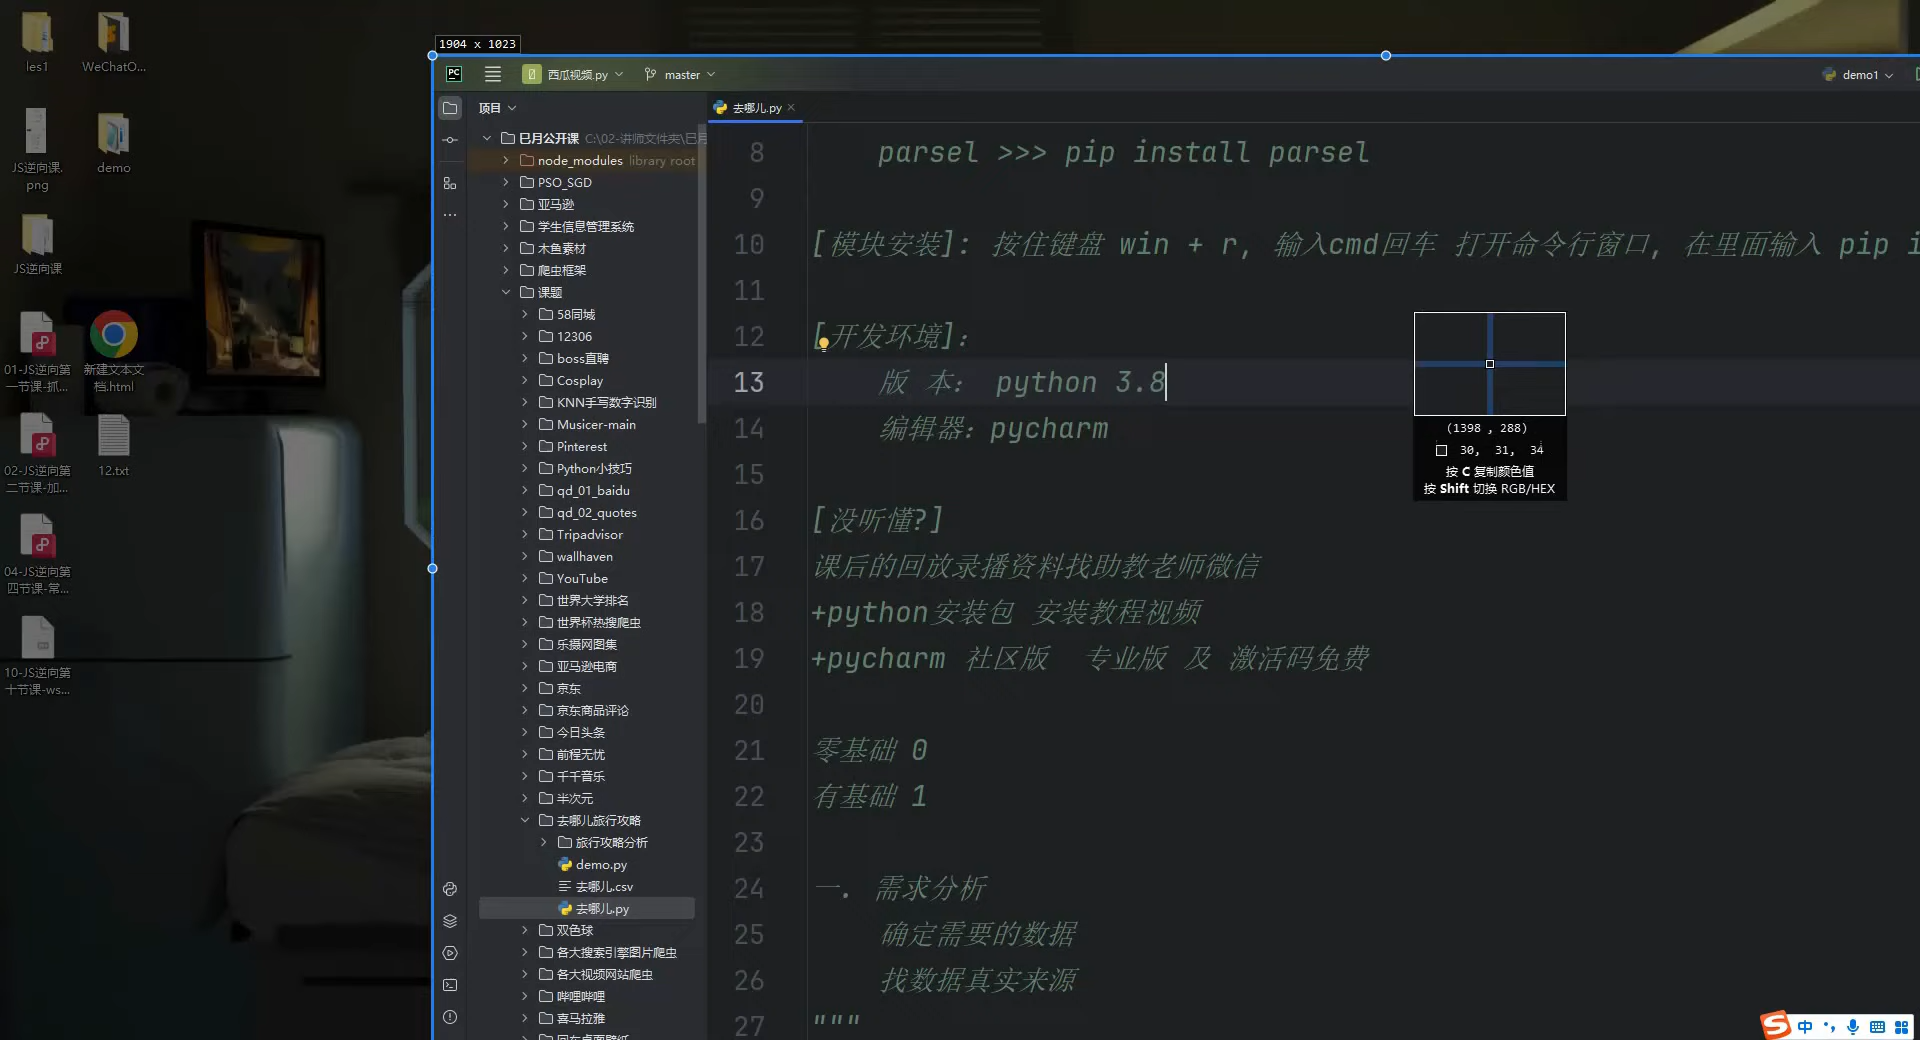 les1
WeChatO...
JS逆向课.
png
demo
JS逆向课
01-JS逆向第
一节课-抓...
新建文本文
档.html
02-JS逆向第
二节课-加...
12.txt
04-JS逆向第
四节课-常...
10-JS逆向第
十节课-ws...
1904 x 1023
PC
西瓜视频.py
master
demo1
项目
去哪儿.py
巳月公开课 C:\02-讲师文件夹\巳月
node_modules library root
PSO_SGD
亚马逊
学生信息管理系统
木鱼素材
爬虫框架
课题
58同城
12306
boss直聘
Cosplay
KNN手写数字识别
Musicer-main
Pinterest
Python小技巧
qd_01_baidu
qd_02_quotes
Tripadvisor
wallhaven
YouTube
世界大学排名
世界杯热搜爬虫
乐摄网图集
亚马逊电商
京东
京东商品评论
今日头条
前程无忧
千千音乐
半次元
去哪儿旅行攻略
旅行攻略分析
demo.py
去哪儿.csv
去哪儿.py
双色球
各大搜索引擎图片爬虫
各大视频网站爬虫
哔哩哔哩
喜马拉雅
8 parsel >>> pip install parsel
9
10 [模块安装]: 按住键盘 win + r, 输入cmd回车 打开命令行窗口, 在里面输入 pip i
11
12 [开发环境]:
13 版 本: python 3.8
14 编辑器: pycharm
15
16 [没听懂?]
17 课后的回放录播资料找助教老师微信
18 +python安装包 安装教程视频
19 +pycharm 社区版 专业版 及 激活码免费
20
21 零基础 0
22 有基础 1
23
24 一. 需求分析
25 确定需要的数据
26 找数据真实来源
27 """
(1398 , 288)
30, 31, 34
按 C 复制颜色值
按 Shift 切换 RGB/HEX
S 中